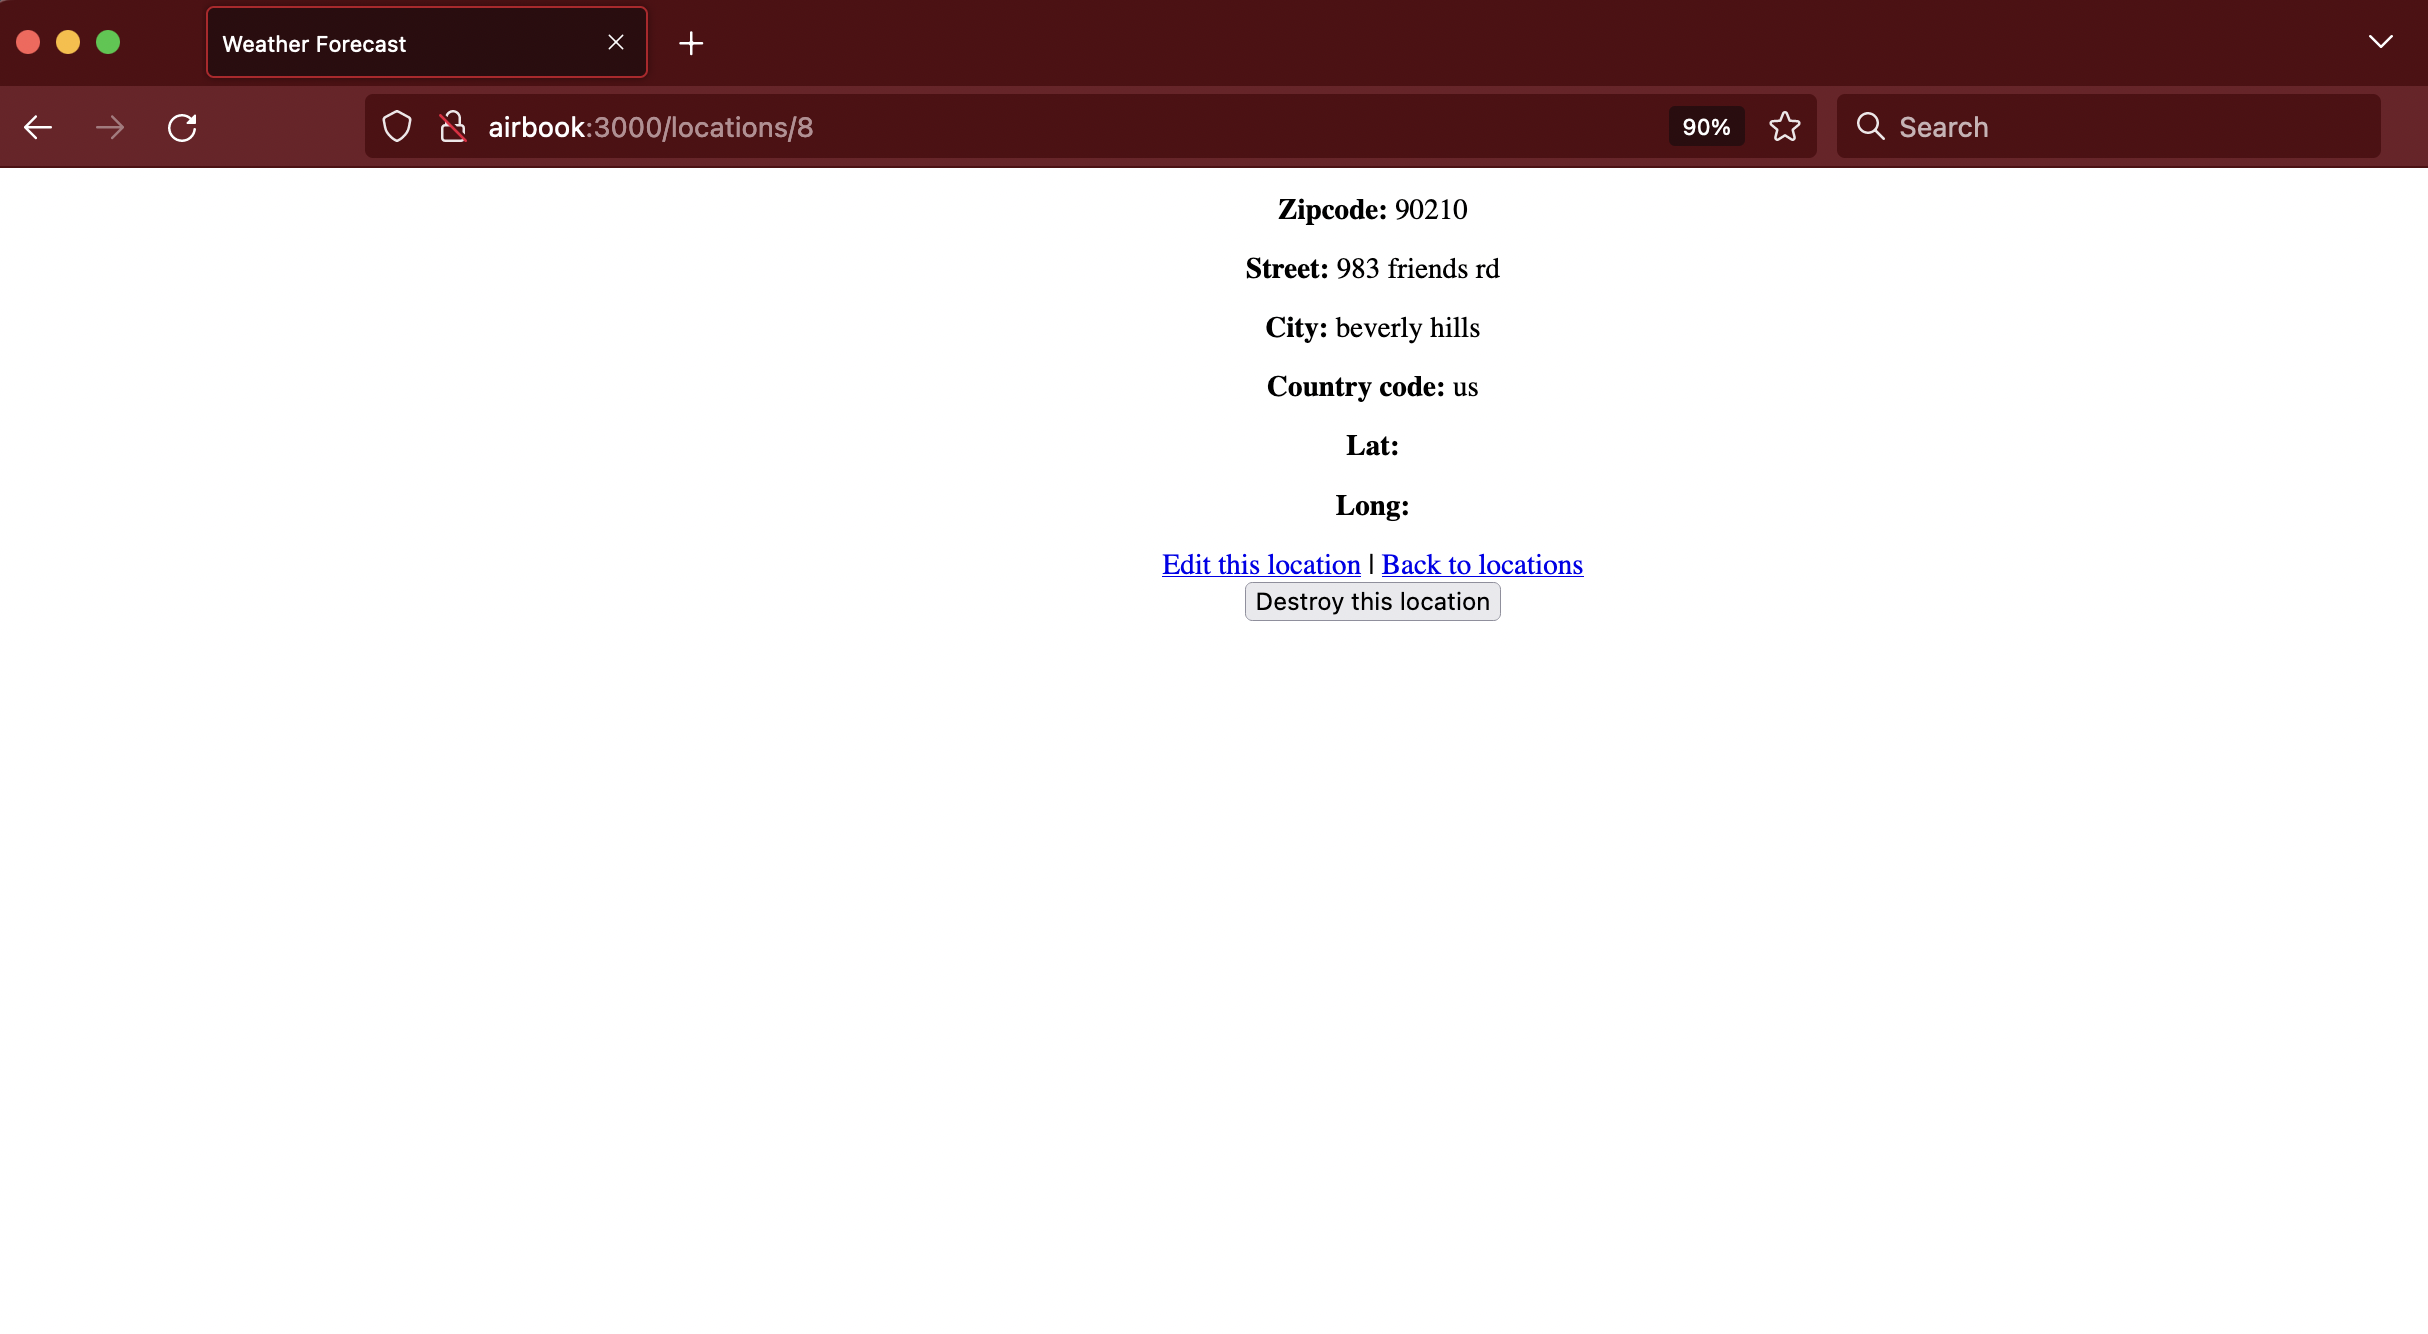 Weather Forecast
airbook:3000/locations/8
90%
Search
Zipcode: 90210
Street: 983 friends rd
City: beverly hills
Country code: us
Lat:
Long:
Edit this location | Back to locations
Destroy this location